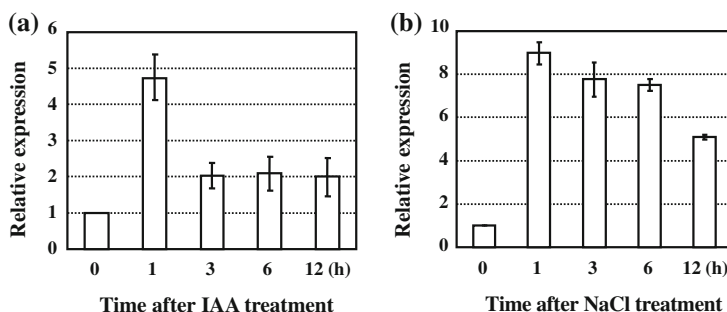 (a)
Relative expression
6
5
4
3
2
1
0
0 1 3 6 12 (h)
Time after IAA treatment
(b)
Relative expression
10
8
6
4
2
0
0 1 3 6 12 (h)
Time after NaCl treatment